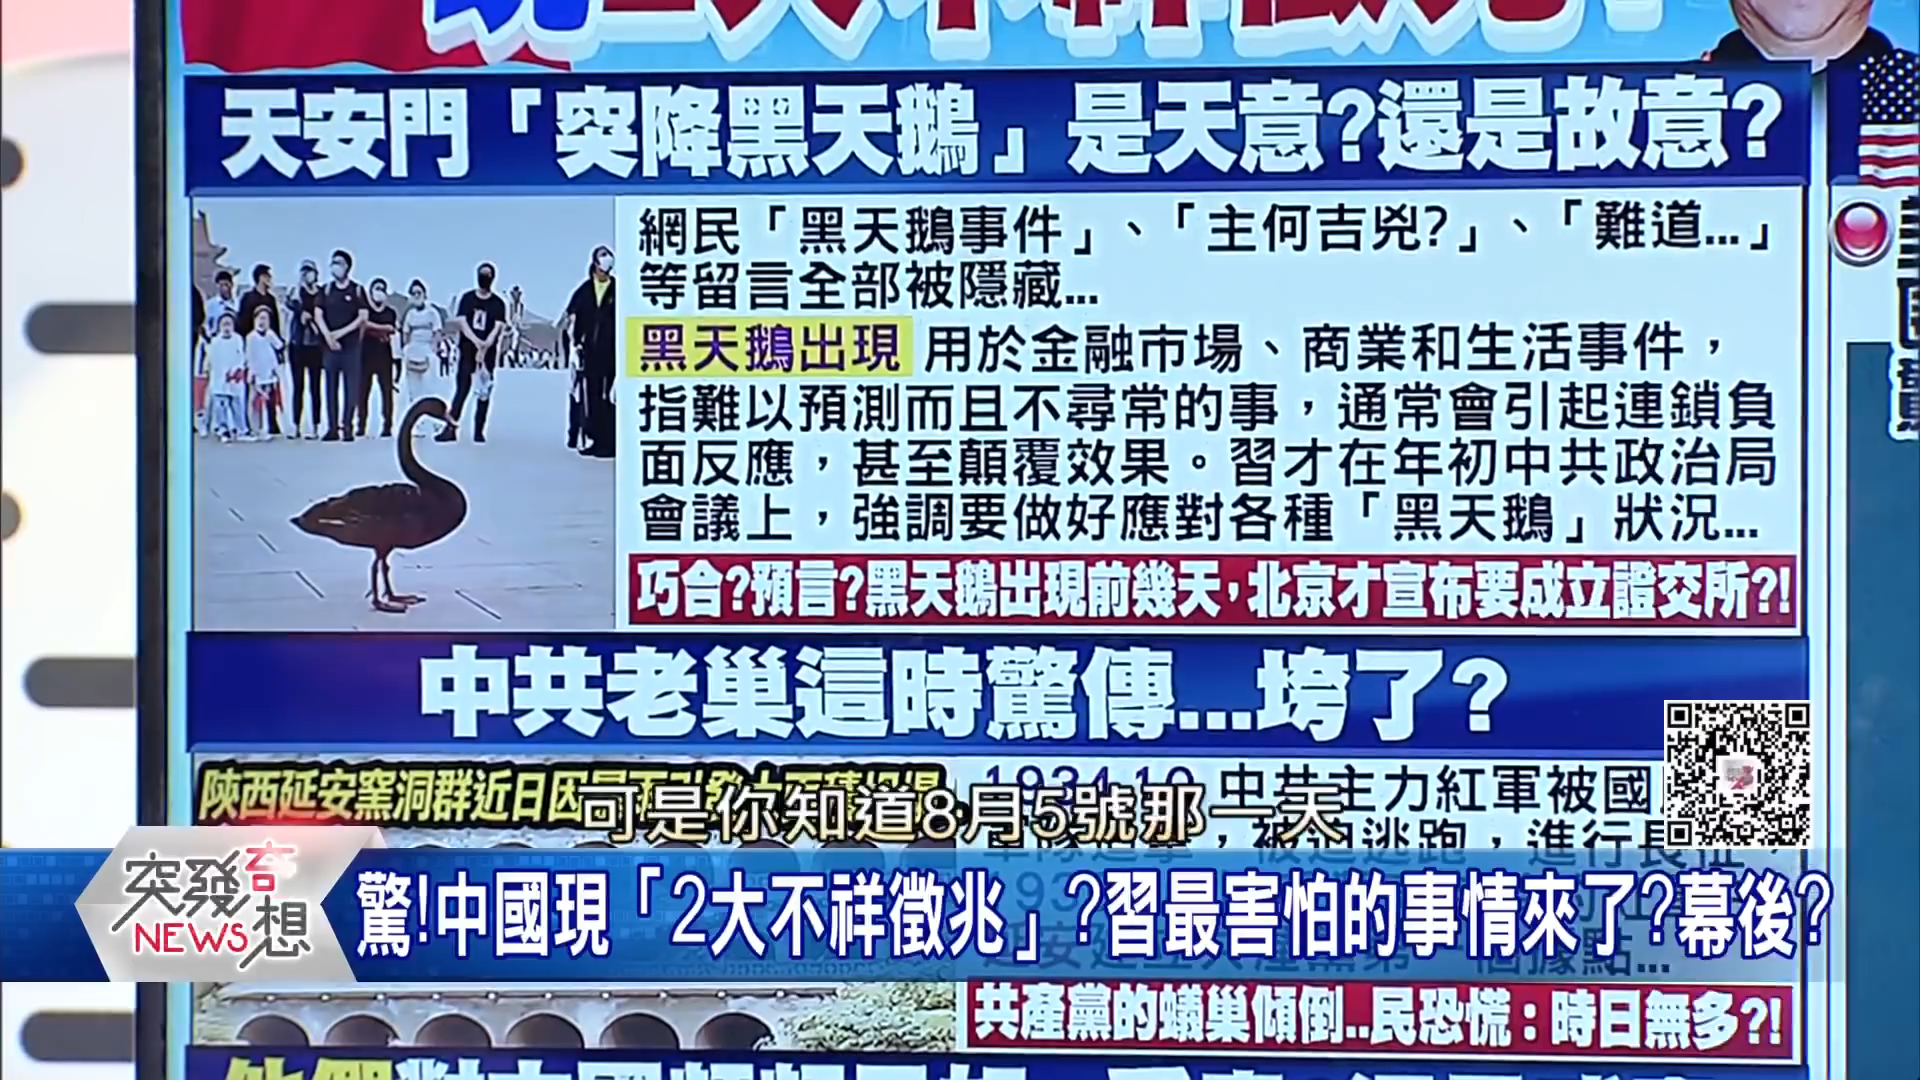 天安門「突降黑天鵝」是天意?還是故意?
網民「黑天鵝事件」、「主何吉兇?」、「難道...」
等留言全部被隱藏...
黑天鵝出現 用於金融市場、商業和生活事件，
指難以預測而且不尋常的事，通常會引起連鎖負
面反應，甚至顛覆效果。習才在年初中共政治局
會議上，強調要做好應對各種「黑天鵝」狀況...
巧合?預言?黑天鵝出現前幾天，北京才宣布要成立證交所?!
中共老巢這時驚傳...垮了?
陝西延安窯洞群近日因
1934.10 中共主力紅軍被國
被迫逃跑，進行長征，
可是你知道8月5號那一天
突發奇想
NEWS
驚!中國現「2大不祥徵兆」?習最害怕的事情來了?幕後?
共產黨的蟻巢傾倒..民恐慌：時日無多?!